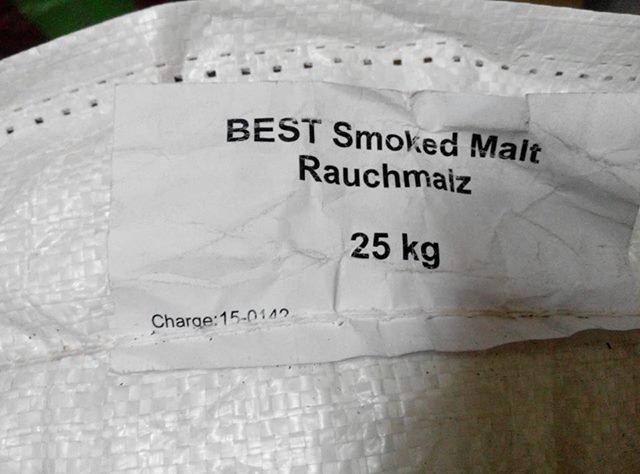 BEST Smoked Malt
Rauchmalz
25 kg
Charge:15-0142